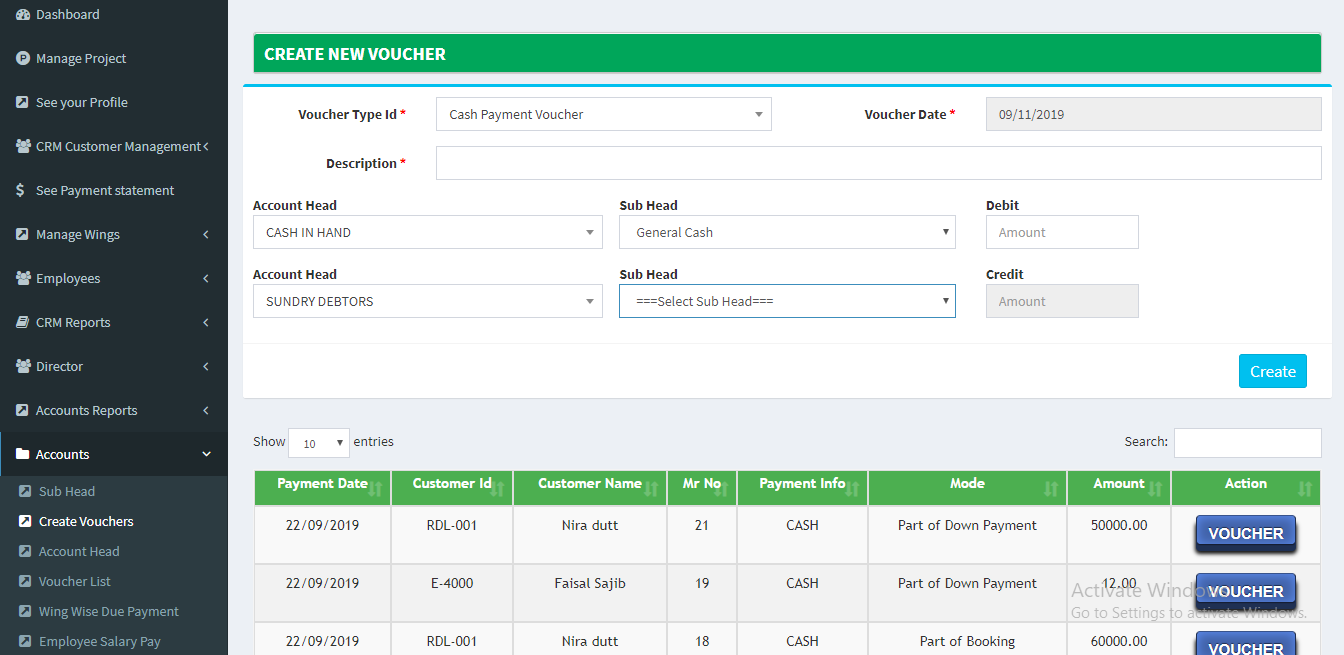 Dashboard
Manage Project
See your Profile
CRM Customer Management
See Payment statement
Manage Wings
Employees
CRM Reports
Director
Accounts Reports
Accounts
Sub Head
Create Vouchers
Account Head
Voucher List
Wing Wise Due Payment
Employee Salary Pay
CREATE NEW VOUCHER
Voucher Type Id * Cash Payment Voucher Voucher Date * 09/11/2019
Description *
Account Head Sub Head Debit
CASH IN HAND General Cash Amount
Account Head Sub Head Credit
SUNDRY DEBTORS ===Select Sub Head=== Amount
Create
Show 10 entries Search:
Payment Date Customer Id Customer Name Mr No Payment Info Mode Amount Action
22/09/2019 RDL-001 Nira dutt 21 CASH Part of Down Payment 50000.00 VOUCHER
22/09/2019 E-4000 Faisal Sajib 19 CASH Part of Down Payment 12.00 VOUCHER
Activate Windows
Go to Settings to activate Windows.
22/09/2019 RDL-001 Nira dutt 18 CASH Part of Booking 60000.00 VOUCHER